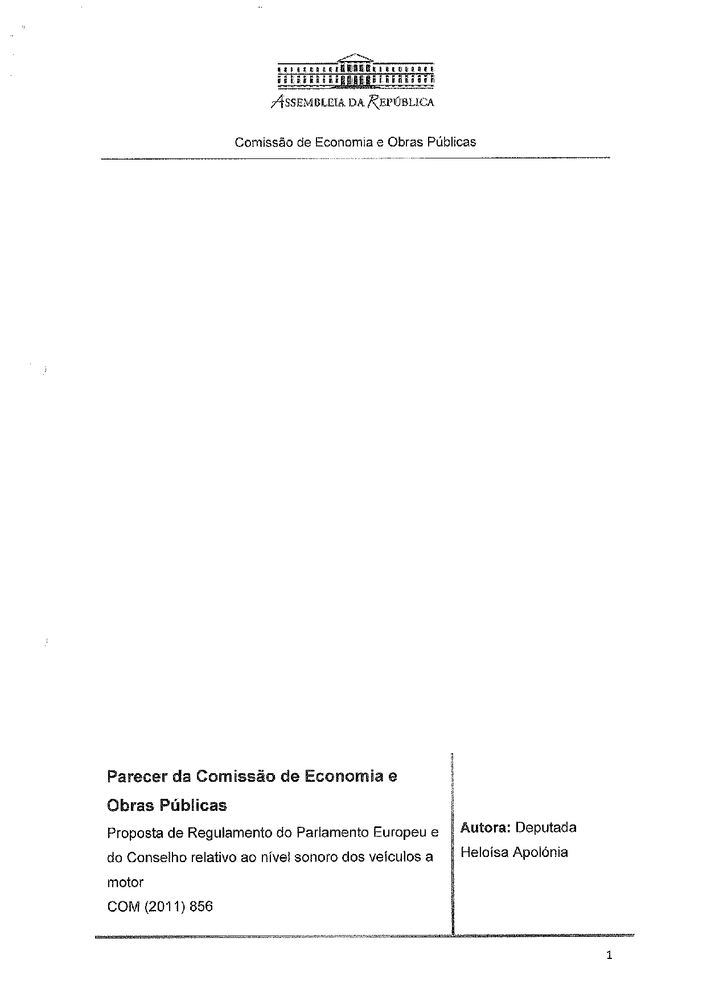 ASSEMBLEIA DA REPÚBLICA
Comissão de Economia e Obras Públicas
Parecer da Comissão de Economia e
Obras Públicas
Proposta de Regulamento do Parlamento Europeu e
do Conselho relativo ao nível sonoro dos veículos a
motor
COM (2011) 856
Autora: Deputada
Heloísa Apolónia
1